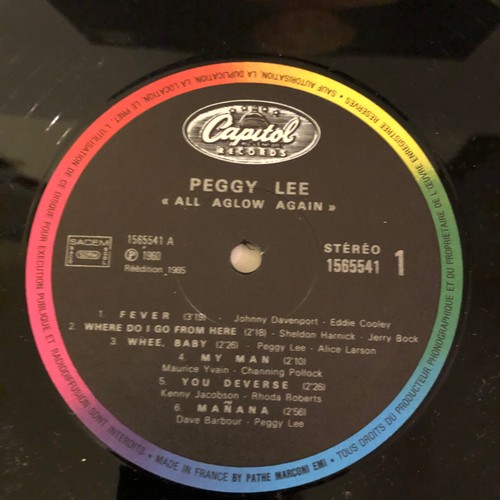 Capitol
RECORDS
PEGGY LEE
« ALL AGLOW AGAIN »
SACEM
1565541 A
℗ 1960
Réédition 1985
STÉRÉO
1565541 1
1. FEVER (3'19) - Johnny Davenport - Eddie Cooley
2. WHERE DO I GO FROM HERE (2'18) - Sheldon Harnick - Jerry Bock
3. WHEE, BABY (2'26) - Peggy Lee - Alice Larson
4. MY MAN (2'10)
Maurice Yvain - Channing Pollock
5. YOU DEVERSE (2'26)
Kenny Jacobson - Rhoda Roberts
6. MAÑANA (2'56)
Dave Barbour - Peggy Lee
• MADE IN FRANCE BY PATHE MARCONI EMI • TOUS DROITS DU PRODUCTEUR PHONOGRAPHIQUE ET DU PROPRIETAIRE DE L'ŒUVRE ENREGISTREE RESERVES • SAUF AUTORISATION, LA DUPLICATION, LA LOCATION, LE PRET, L'UTILISATION DE CE DISQUE POUR EXECUTION PUBLIQUE ET RADIODIFFUSION SONT INTERDITS